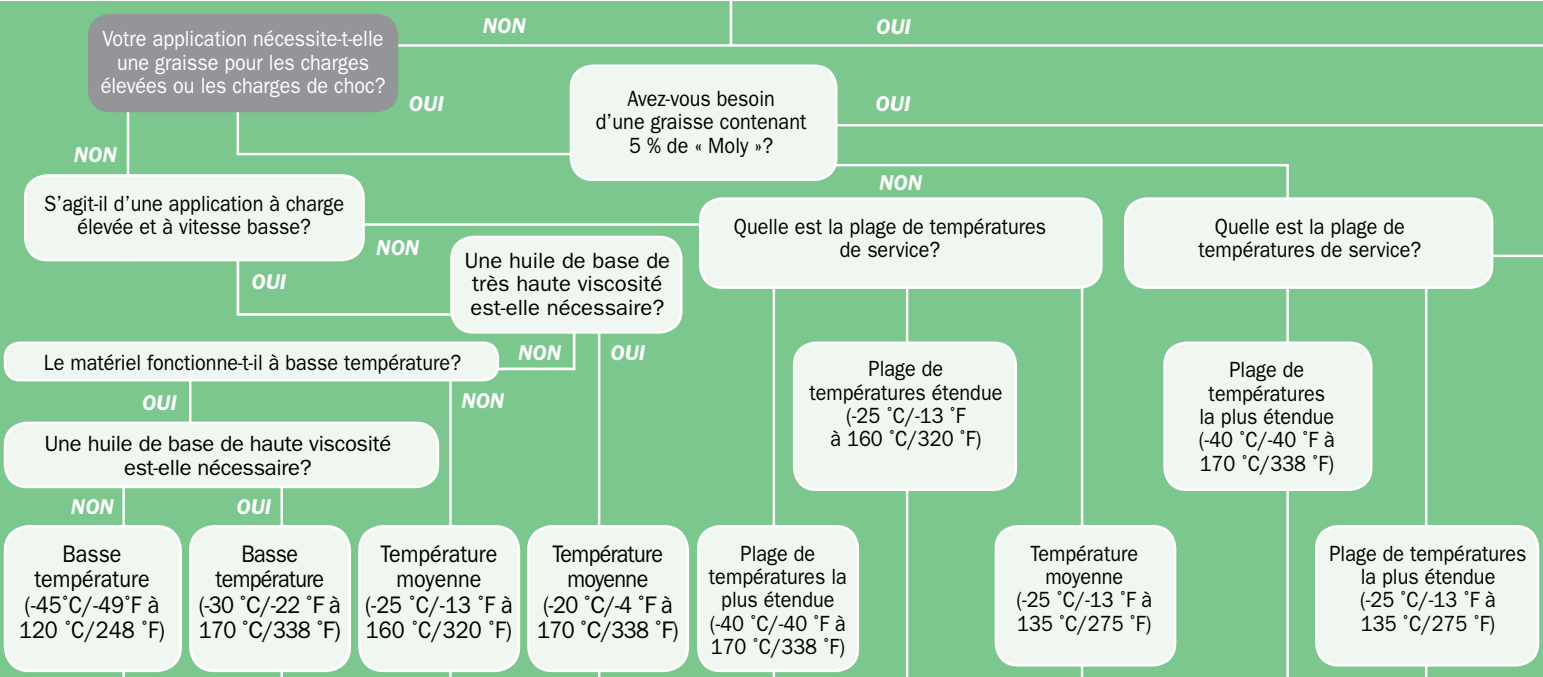 NON
OUI
Votre application nécessite-t-elle
une graisse pour les charges
élevées ou les charges de choc?
OUI
Avez-vous besoin
d'une graisse contenant
5 % de « Moly »?
OUI
NON
NON
S'agit-il d'une application à charge
élevée et à vitesse basse?
NON
OUI
Une huile de base de
très haute viscosité
est-elle nécessaire?
Quelle est la plage de températures
de service?
Quelle est la plage de
températures de service?
Le matériel fonctionne-t-il à basse température?
NON
OUI
OUI
NON
Plage de
températures étendue
(-25 ˚C/-13 ˚F
à 160 ˚C/320 ˚F)
Plage de
températures
la plus étendue
(-40 ˚C/-40 ˚F à
170 ˚C/338 ˚F)
Une huile de base de haute viscosité
est-elle nécessaire?
NON
OUI
Basse
température
(-45˚C/-49˚F à
120 ˚C/248 ˚F)
Basse
température
(-30 ˚C/-22 ˚F à
170 ˚C/338 ˚F)
Température
moyenne
(-25 ˚C/-13 ˚F à
160 ˚C/320 ˚F)
Température
moyenne
(-20 ˚C/-4 ˚F à
170 ˚C/338 ˚F)
Plage de
températures la
plus étendue
(-40 ˚C/-40 ˚F à
170 ˚C/338 ˚F)
Température
moyenne
(-25 ˚C/-13 ˚F à
135 ˚C/275 ˚F)
Plage de températures
la plus étendue
(-25 ˚C/-13 ˚F à
135 ˚C/275 ˚F)